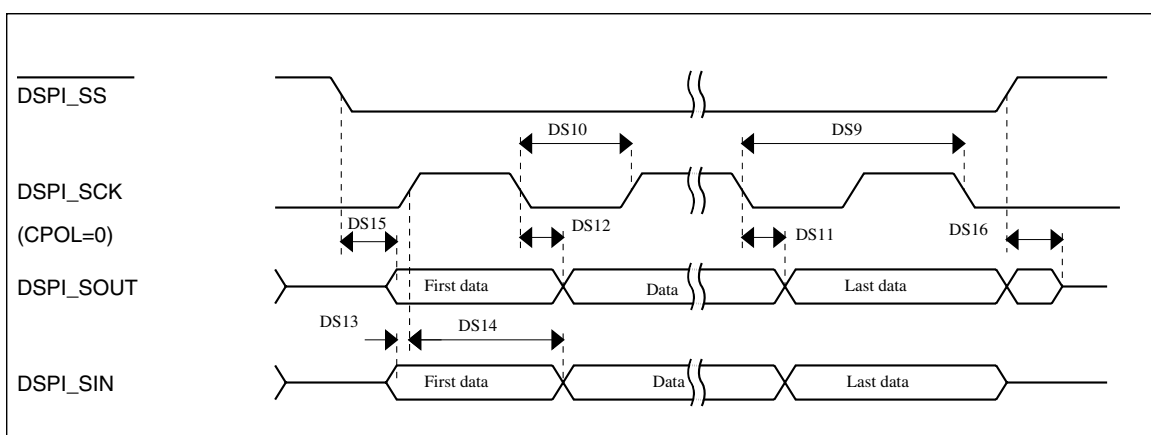 DSPI_SS
DS10
DS9
DSPI_SCK
(CPOL=0)
DS15
DS12
DS11
DS16
DSPI_SOUT
First data
Data
Last data
DS13
DS14
DSPI_SIN
First data
Data
Last data